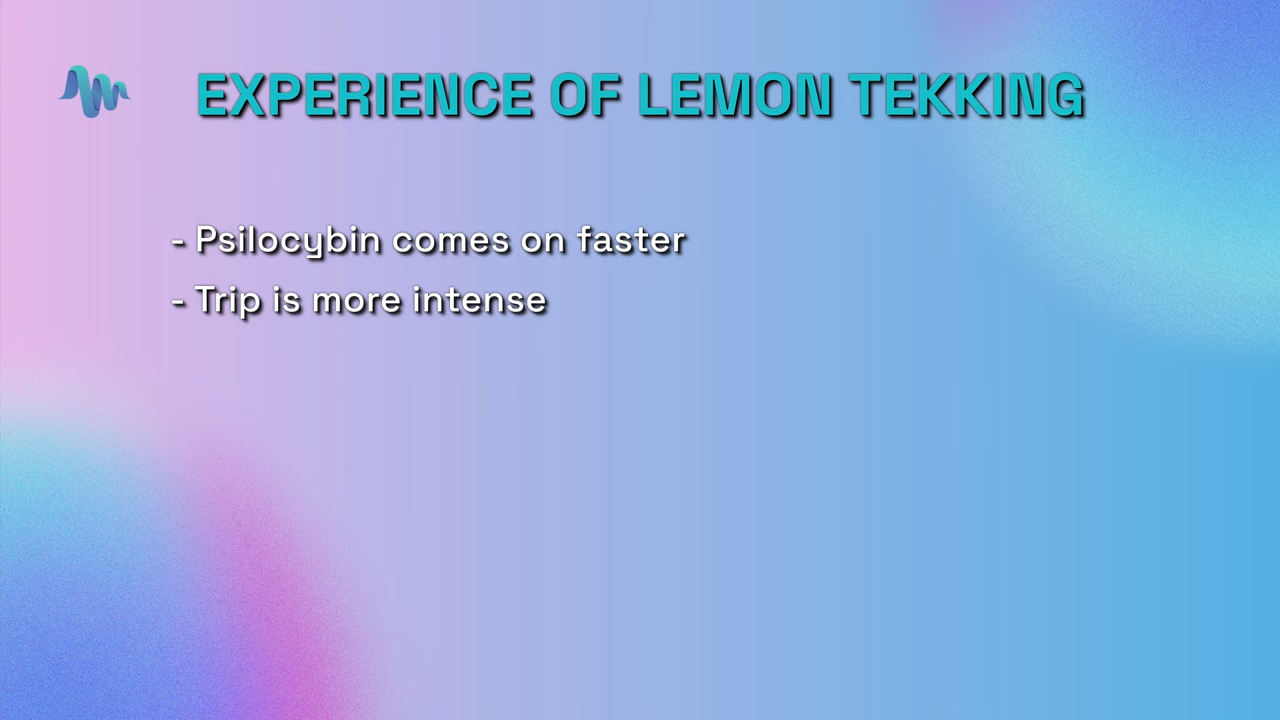 EXPERIENCE OF LEMON TEKKING
- Psilocybin comes on faster
- Trip is more intense